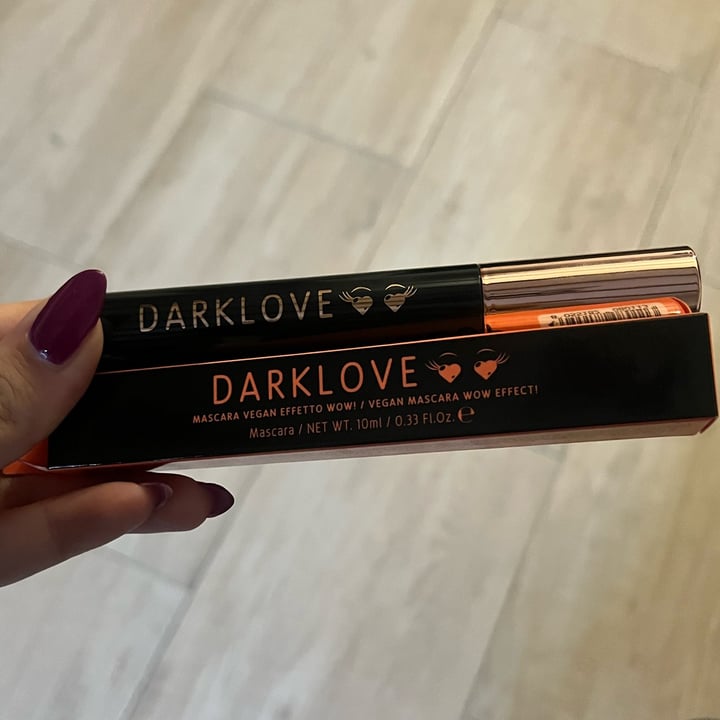 DARKLOVE
DARKLOVE
MASCARA VEGAN EFFETTO WOW! / VEGAN MASCARA WOW EFFECT!
Mascara / NET WT. 10ml / 0.33 Fl.Oz. ℮